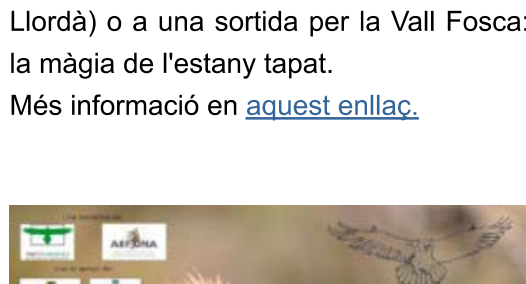 Llordà) o a una sortida per la Vall Fosca:
la màgia de l'estany tapat.
Més informació en aquest enllaç.
AEFONA